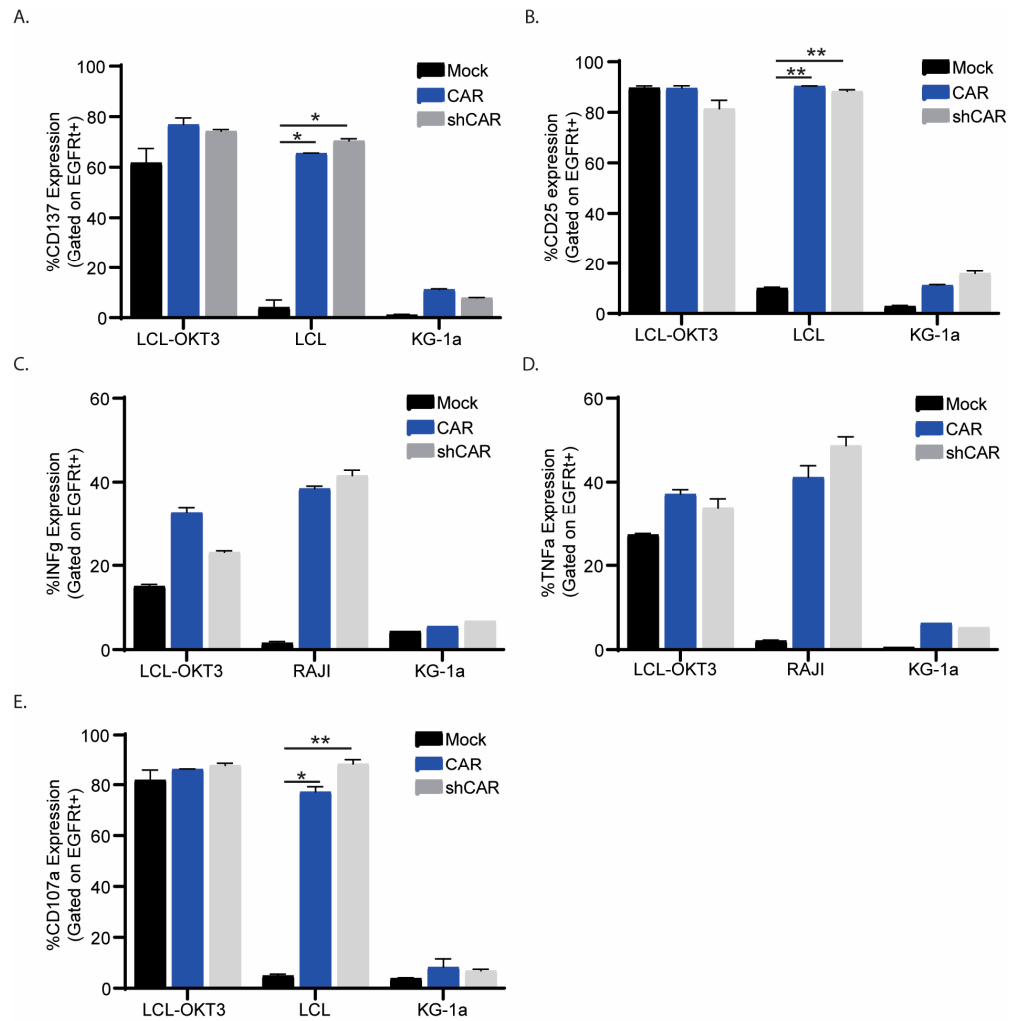 A.
%CD137 Expression
(Gated on EGFRt+)
100
80
60
40
20
0
Mock
CAR
shCAR
*
*
LCL-OKT3
LCL
KG-1a
B.
%CD25 expression
(Gated on EGFRt+)
100
80
60
40
20
0
Mock
CAR
shCAR
**
**
LCL-OKT3
LCL
KG-1a
C.
%INFg Expression
(Gated on EGFRt+)
60
40
20
0
Mock
CAR
shCAR
LCL-OKT3
RAJI
KG-1a
D.
%TNFa Expression
(Gated on EGFRt+)
60
40
20
0
Mock
CAR
shCAR
LCL-OKT3
RAJI
KG-1a
E.
%CD107a Expression
(Gated on EGFRt+)
100
80
60
40
20
0
Mock
CAR
shCAR
**
*
LCL-OKT3
LCL
KG-1a